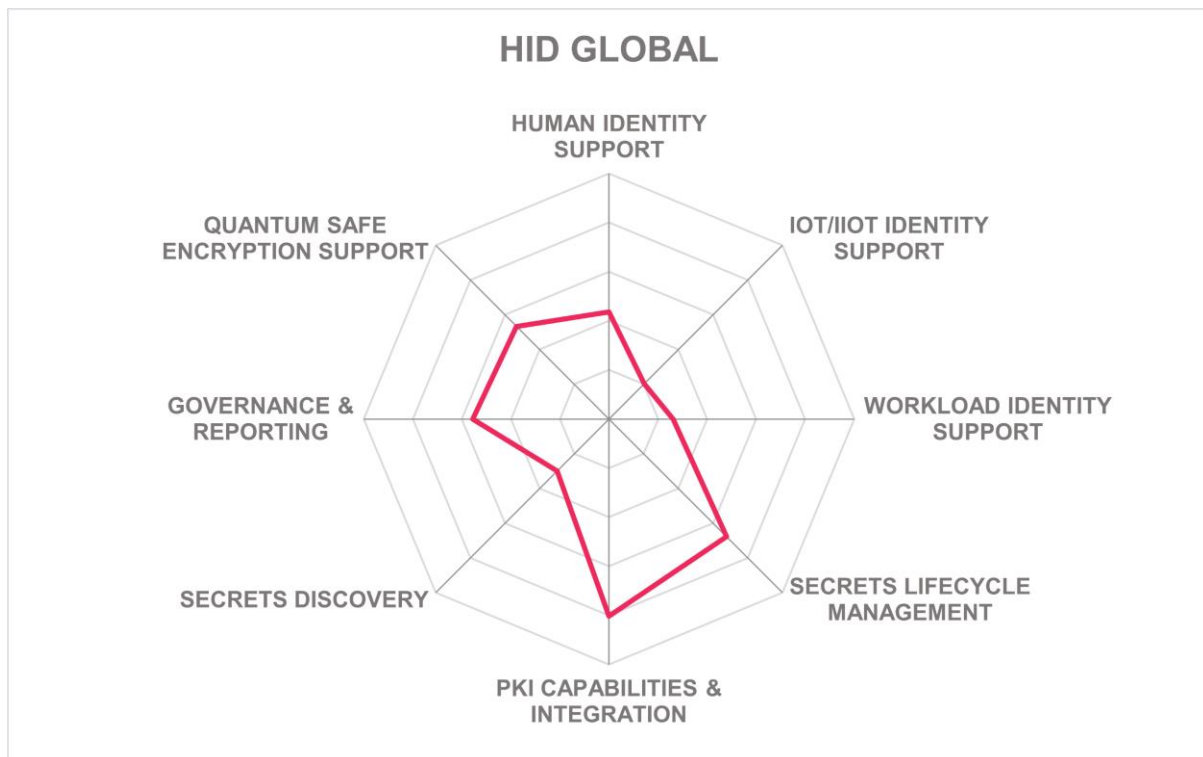 HID GLOBAL
HUMAN IDENTITY
SUPPORT
IOT/IIOT IDENTITY
SUPPORT
WORKLOAD IDENTITY
SUPPORT
SECRETS LIFECYCLE
MANAGEMENT
PKI CAPABILITIES &
INTEGRATION
SECRETS DISCOVERY
GOVERNANCE &
REPORTING
QUANTUM SAFE
ENCRYPTION SUPPORT